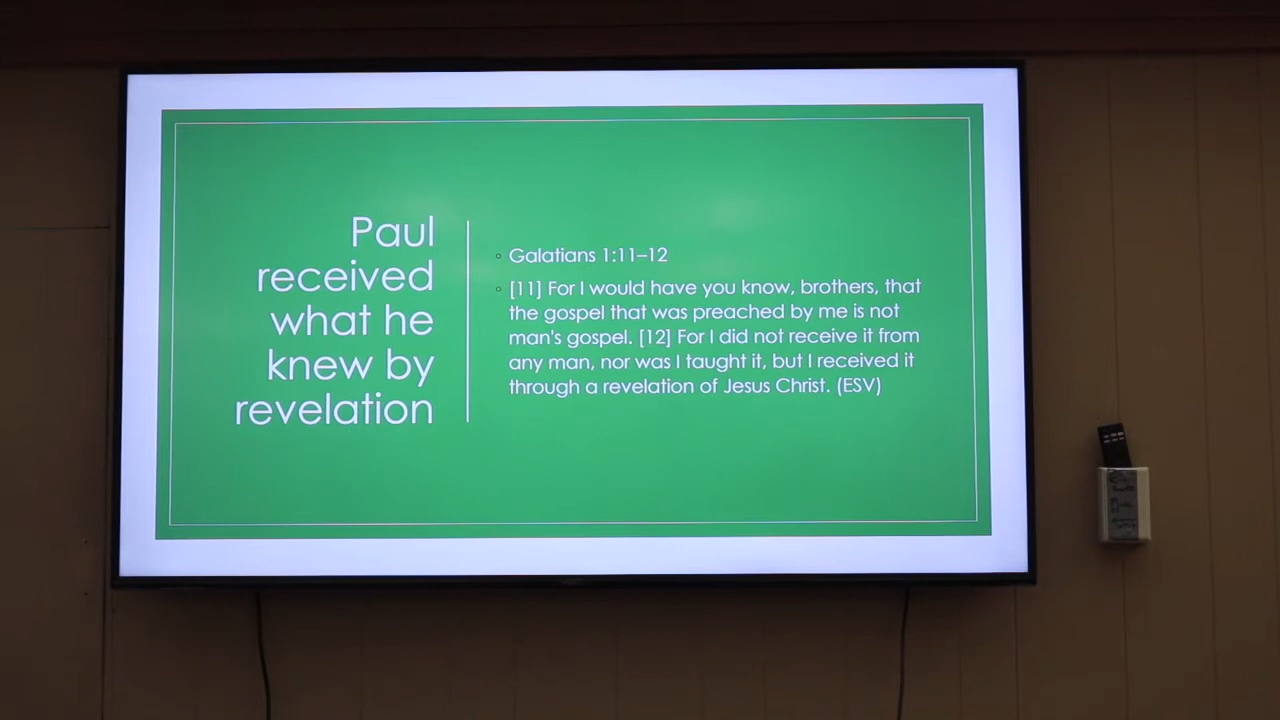 Paul
received
what he
knew by
revelation
Galatians 1:11–12
[11] For I would have you know, brothers, that
the gospel that was preached by me is not
man's gospel. [12] For I did not receive it from
any man, nor was I taught it, but I received it
through a revelation of Jesus Christ. (ESV)